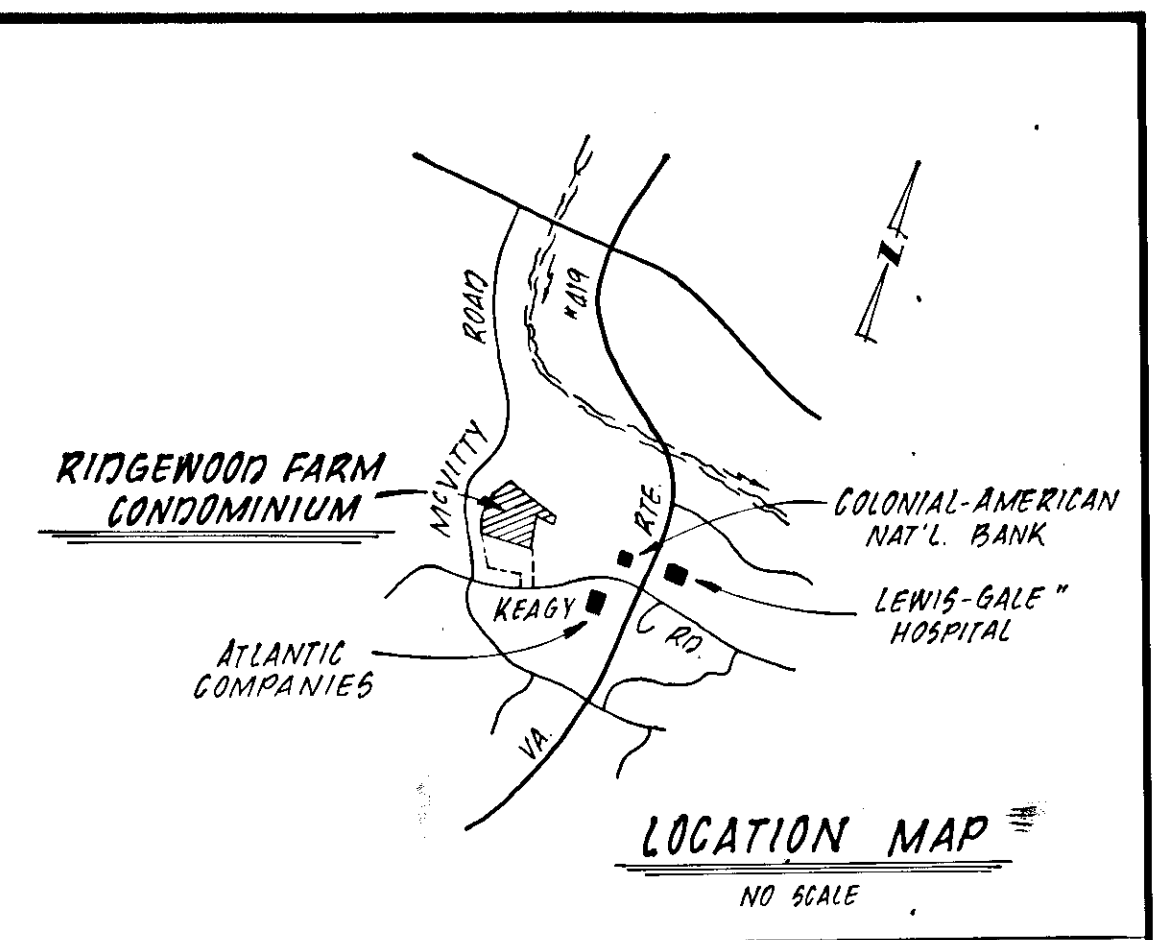 McVITTY ROAD
#419
N
RIDGEWOOD FARM
CONDOMINIUM
VA. RTE.
COLONIAL-AMERICAN
NAT'L. BANK
KEAGY RD.
LEWIS-GALE"
HOSPITAL
ATLANTIC
COMPANIES
LOCATION MAP
NO SCALE